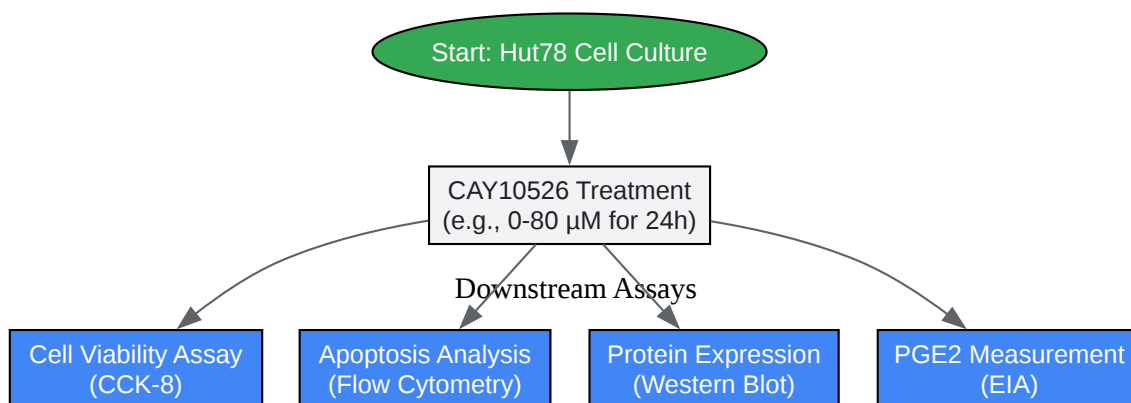 Start: Hut78 Cell Culture
CAY10526 Treatment
(e.g., 0-80 µM for 24h)
Downstream Assays
Cell Viability Assay
(CCK-8)
Apoptosis Analysis
(Flow Cytometry)
Protein Expression
(Western Blot)
PGE2 Measurement
(EIA)